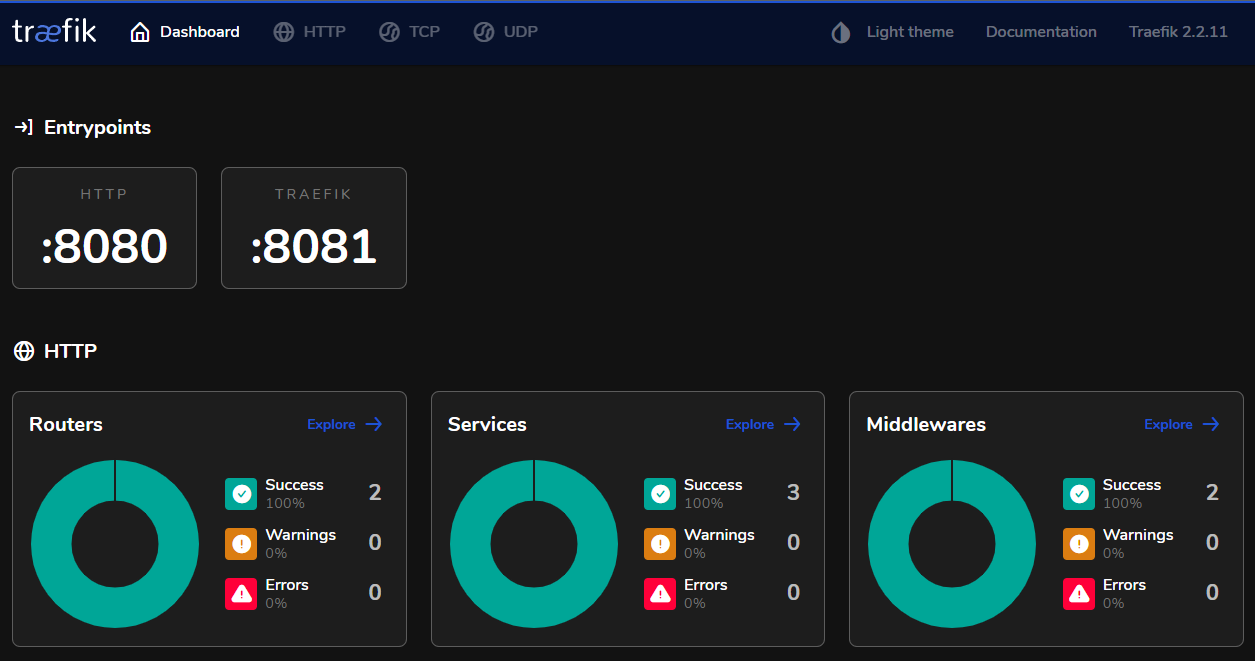 træfik Dashboard HTTP TCP UDP Light theme Documentation Traefik 2.2.11
Entrypoints
HTTP TRAEFIK
:8080 :8081
HTTP
Routers Explore Services Explore Middlewares Explore
Success 2 Success 3 Success 2
100% 100% 100%
Warnings 0 Warnings 0 Warnings 0
0% 0% 0%
Errors 0 Errors 0 Errors 0
0% 0% 0%